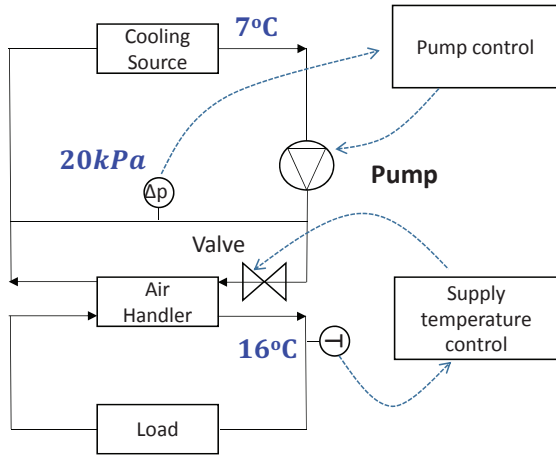 Cooling
Source
7°C
Pump control
20kPa
Δp
Pump
Valve
Air
Handler
Supply
temperature
control
16°C
T
Load